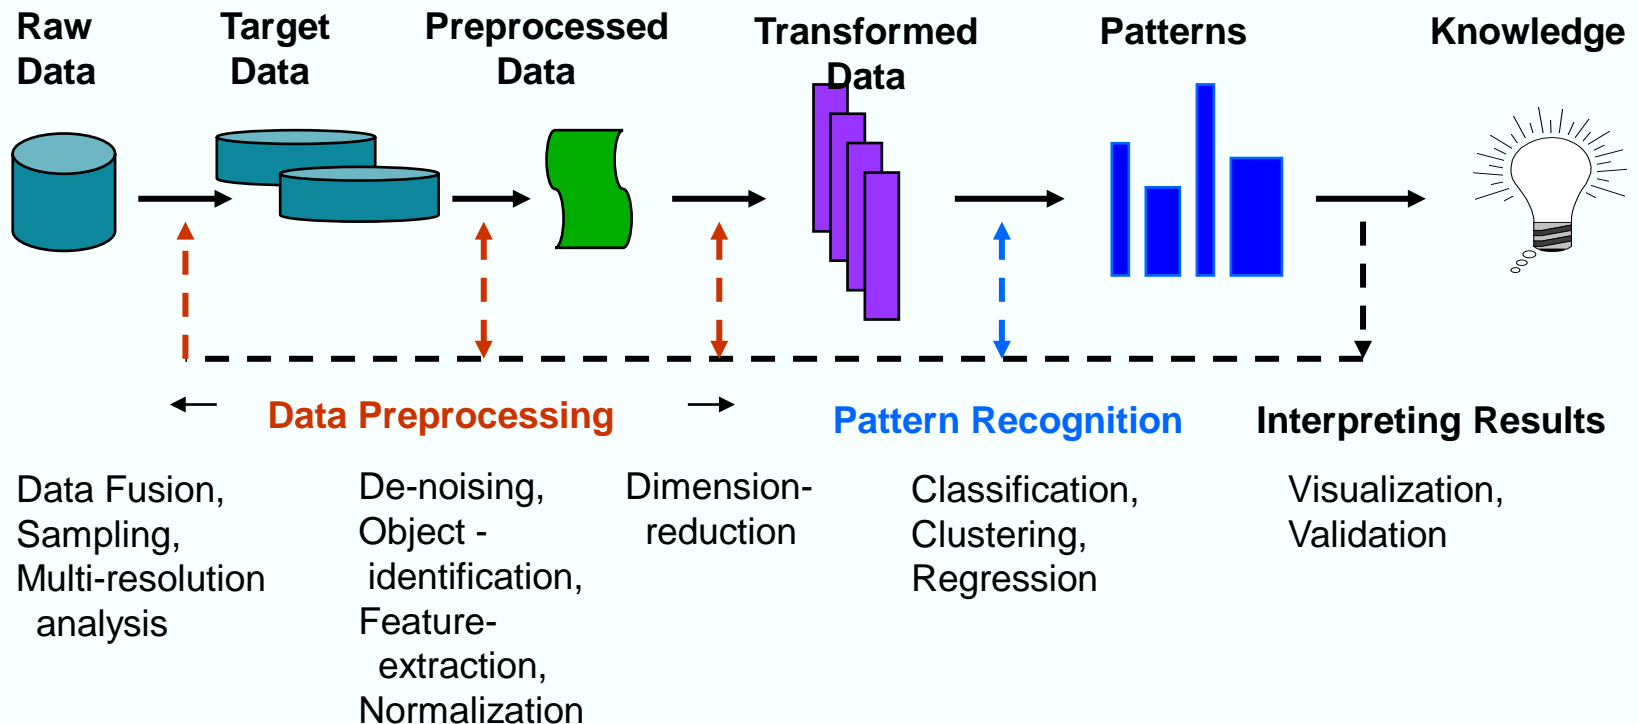 Raw
Data
Target
Data
Preprocessed
Data
Transformed
Data
Patterns
Knowledge
Data Preprocessing
Pattern Recognition
Interpreting Results
Data Fusion,
Sampling,
Multi-resolution
analysis
De-noising,
Object -
identification,
Feature-
extraction,
Normalization
Dimension-
reduction
Classification,
Clustering,
Regression
Visualization,
Validation